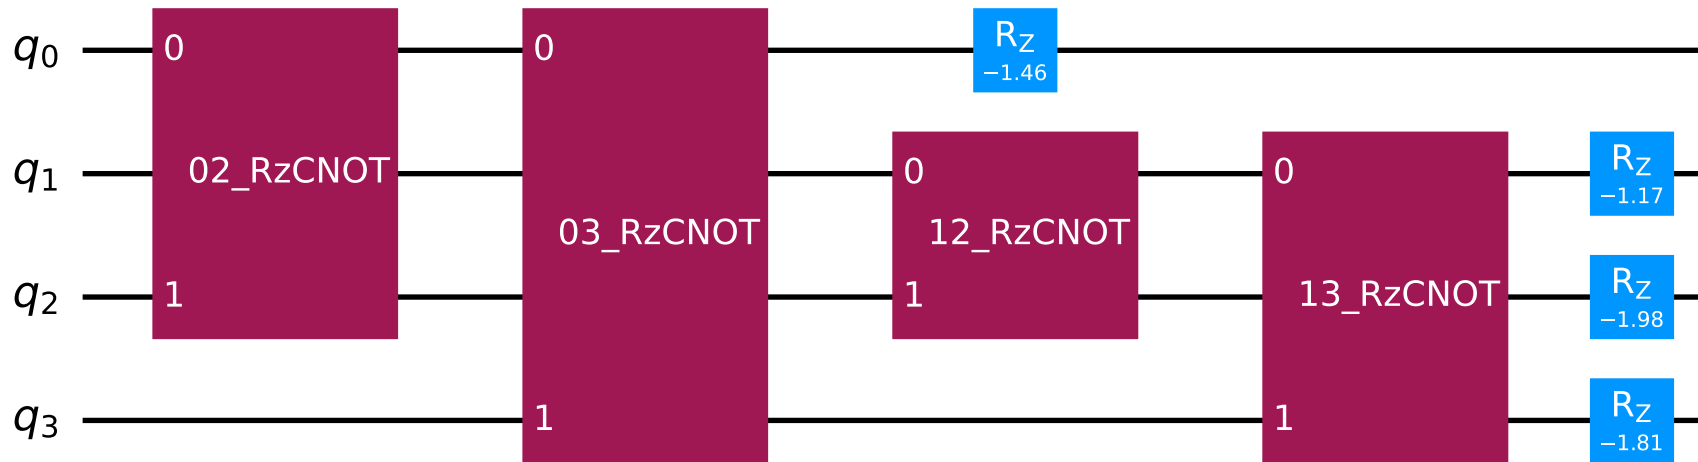 q0 0 0 RZ
−1.46
q1 02_RzCNOT 0 0 RZ
−1.17
03_RzCNOT 12_RzCNOT
q2 1 1 13_RzCNOT RZ
−1.98
q3 1 1 RZ
−1.81